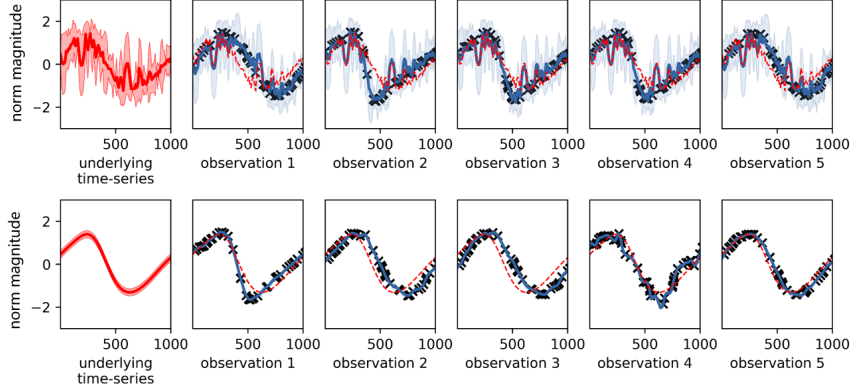 norm magnitude
2
0
−2
500 1000
underlying
time-series
500 1000
observation 1
500 1000
observation 2
500 1000
observation 3
500 1000
observation 4
500 1000
observation 5
norm magnitude
2
0
−2
500 1000
underlying
time-series
500 1000
observation 1
500 1000
observation 2
500 1000
observation 3
500 1000
observation 4
500 1000
observation 5